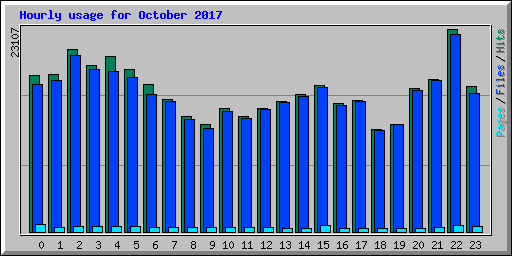 Hourly usage for October 2017
23107
Pages/Files/Hits
0 1 2 3 4 5 6 7 8 9 10 11 12 13 14 15 16 17 18 19 20 21 22 23